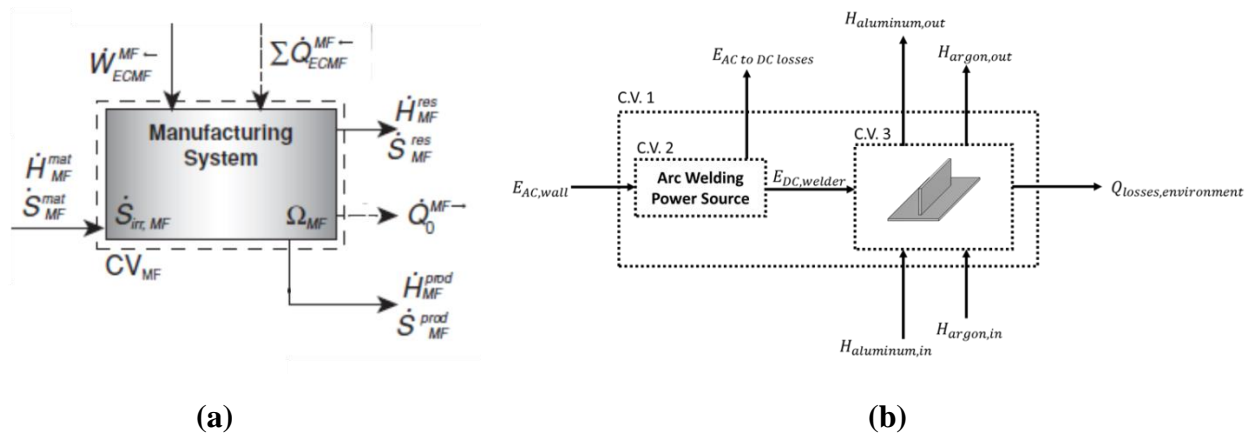 Ẇ_ECMF^MF←
∑Q̇_ECMF^MF←
Manufacturing
System
Ḣ_MF^mat
Ṡ_MF^mat
Ṡ_irr, MF
Ω_MF
CV_MF
Ḣ_MF^res
Ṡ_MF^res
Q̇_0^MF→
Ḣ_MF^prod
Ṡ_MF^prod
(a)
H_aluminum,out
H_argon,out
E_AC to DC losses
C.V. 1
C.V. 2
C.V. 3
E_AC,wall
Arc Welding
Power Source
E_DC,welder
Q_losses,environment
H_argon,in
H_aluminum,in
(b)